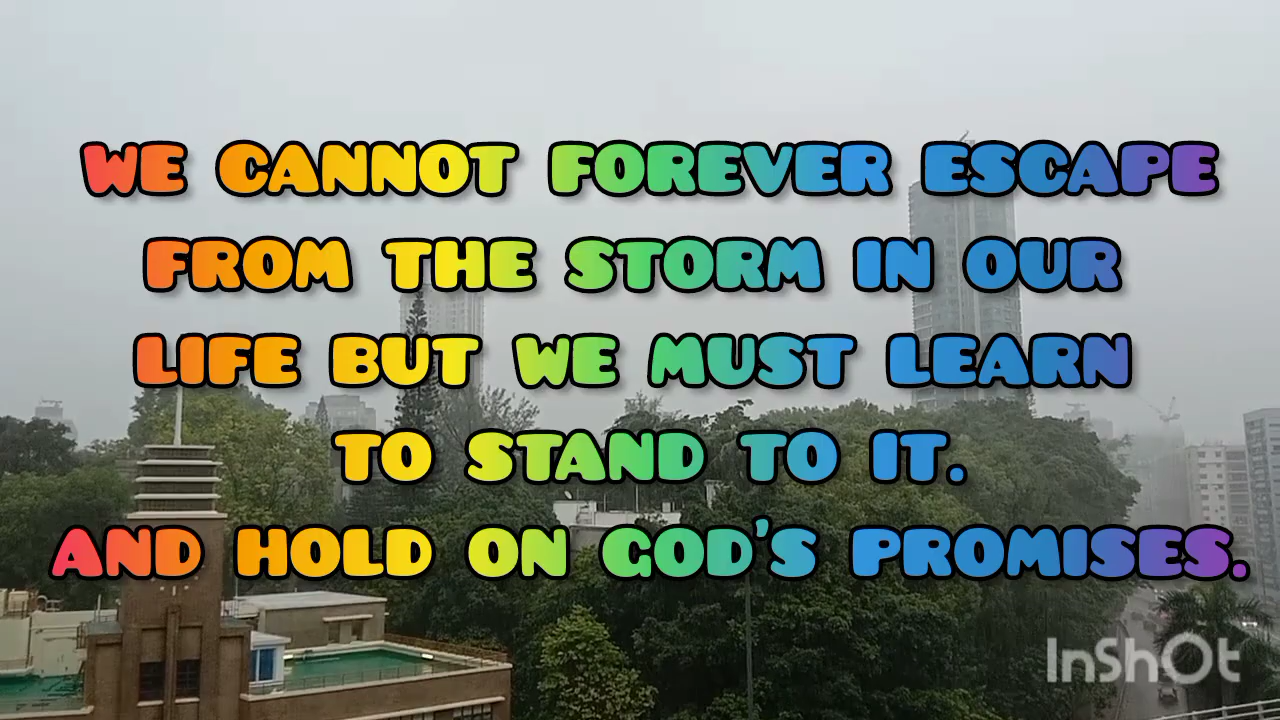 WE CANNOT FOREVER ESCAPE
FROM THE STORM IN OUR
LIFE BUT WE MUST LEARN
TO STAND TO IT.
AND HOLD ON GOD'S PROMISES.
InShOt